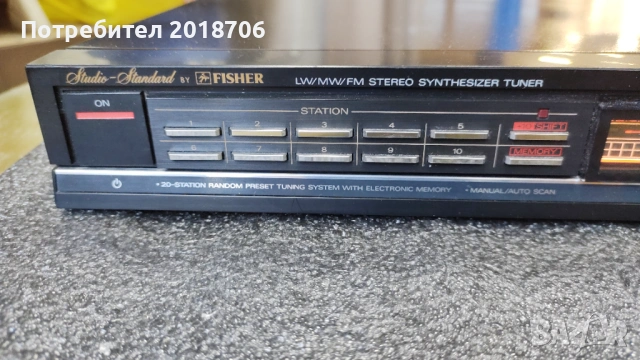 Потребител 2018706
Studio-Standard BY FISHER
LW/MW/FM STEREO SYNTHESIZER TUNER
ON
STATION
1 2 3 4 5 SHIFT
6 7 8 9 10 MEMORY
• 20-STATION RANDOM PRESET TUNING SYSTEM WITH ELECTRONIC MEMORY • MANUAL/AUTO SCAN